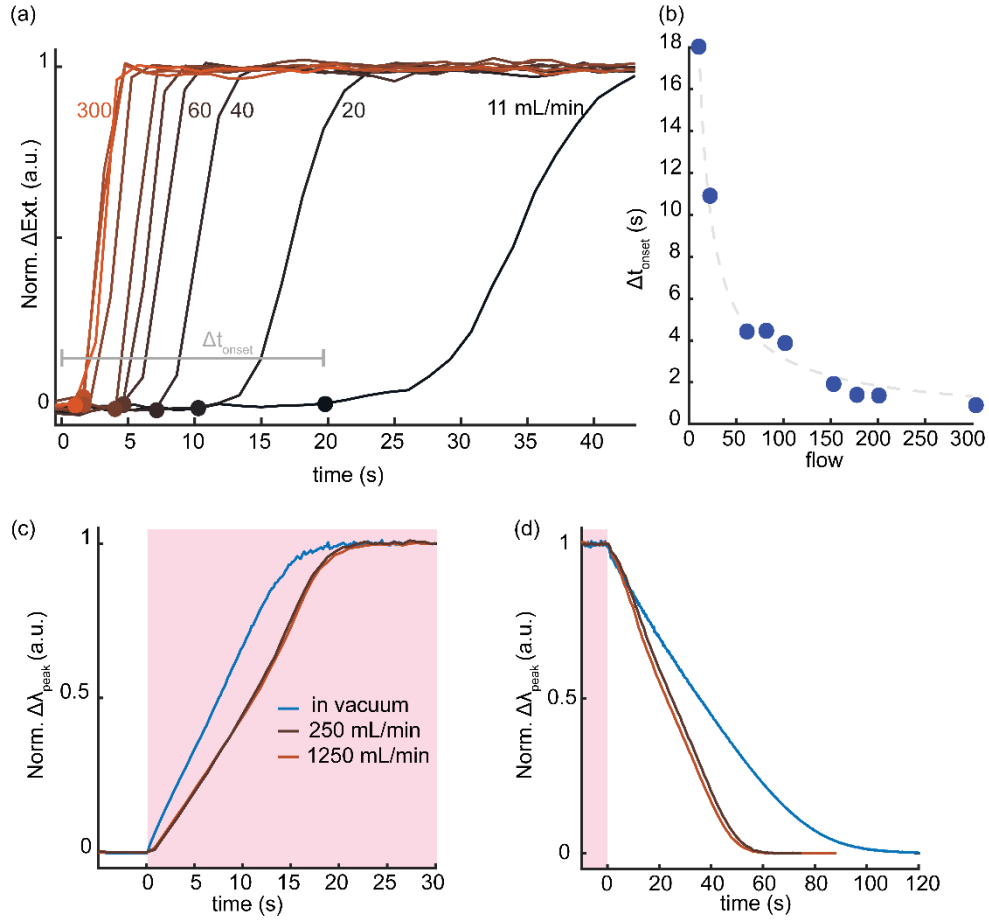 (a)
Norm. ΔExt. (a.u.)
1
0
300
60
40
20
11 mL/min
Δt_onset
0 5 10 15 20 25 30 35 40
time (s)
(b)
Δt_onset (s)
18
16
14
12
10
8
6
4
2
0
0 50 100 150 200 250 300
flow
(c)
Norm. Δλ_peak (a.u.)
1
0.5
0
in vacuum
250 mL/min
1250 mL/min
0 5 10 15 20 25 30
time (s)
(d)
Norm. Δλ_peak (a.u.)
1
0.5
0
0 20 40 60 80 100 120
time (s)